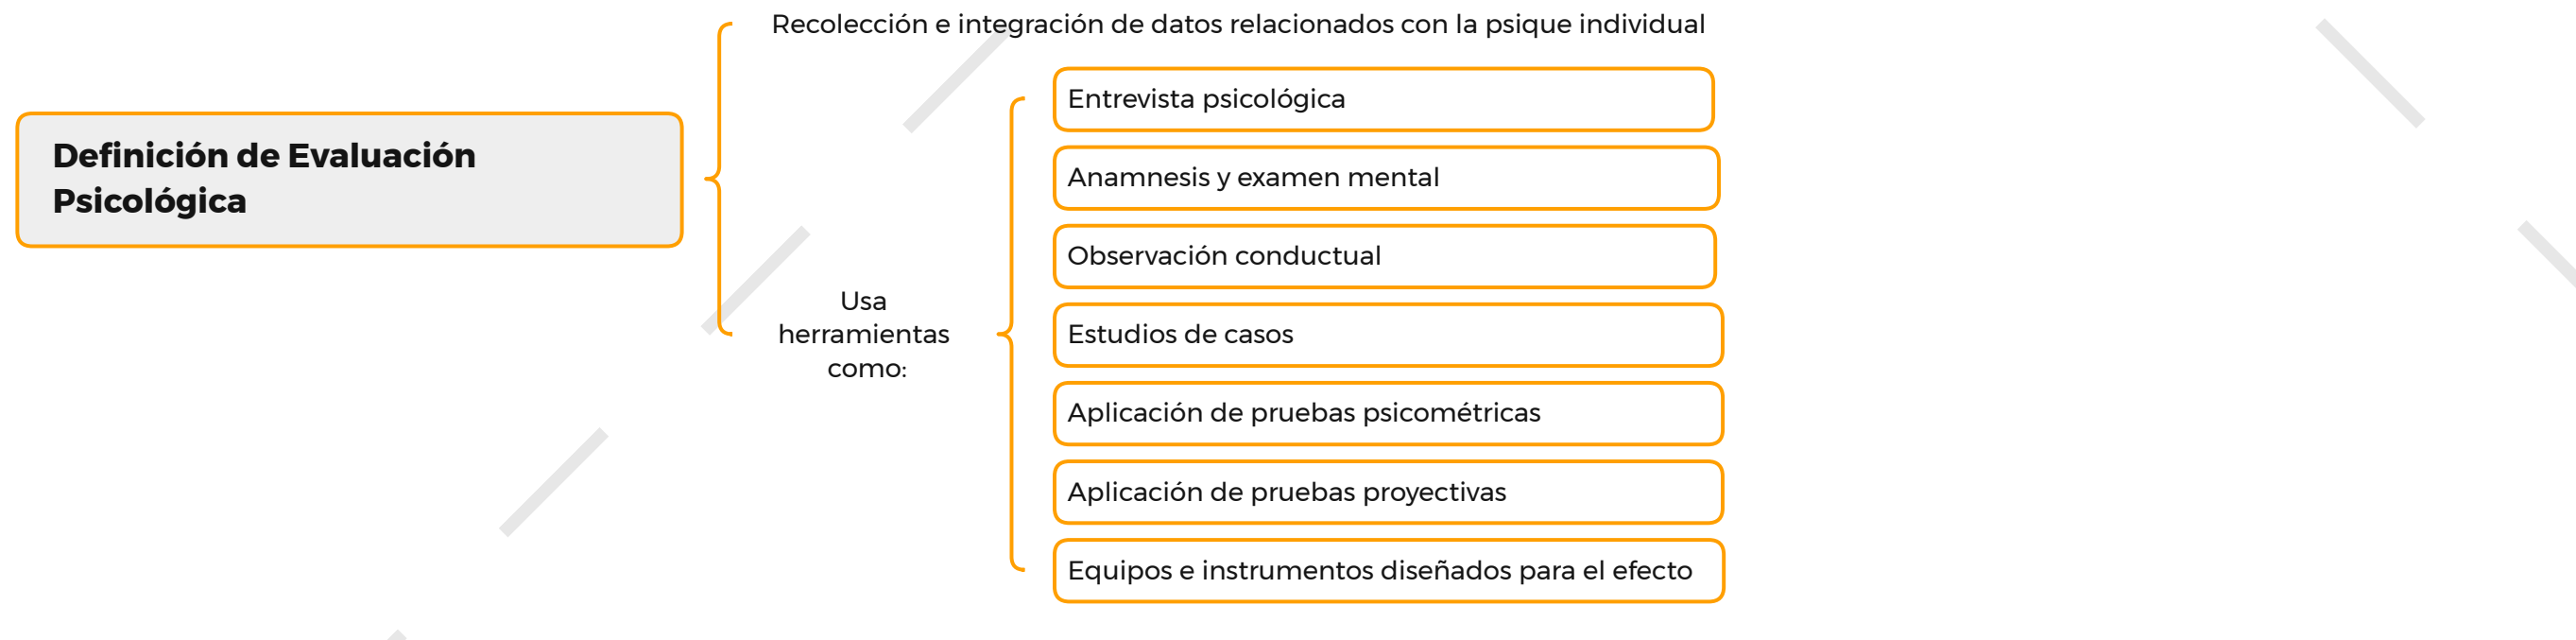 Definición de Evaluación
Psicológica
Recolección e integración de datos relacionados con la psique individual
Usa
herramientas
como:
Entrevista psicológica
Anamnesis y examen mental
Observación conductual
Estudios de casos
Aplicación de pruebas psicométricas
Aplicación de pruebas proyectivas
Equipos e instrumentos diseñados para el efecto